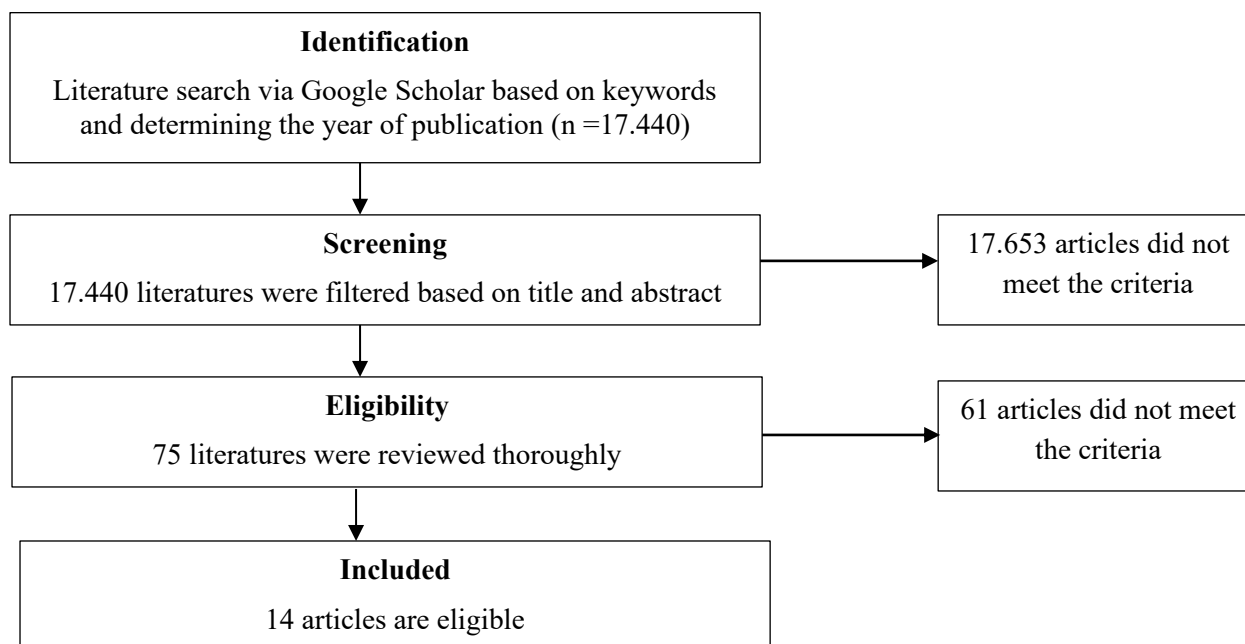 Identification
Literature search via Google Scholar based on keywords
and determining the year of publication (n =17.440)
Screening
17.440 literatures were filtered based on title and abstract
17.653 articles did not
meet the criteria
Eligibility
75 literatures were reviewed thoroughly
61 articles did not meet
the criteria
Included
14 articles are eligible